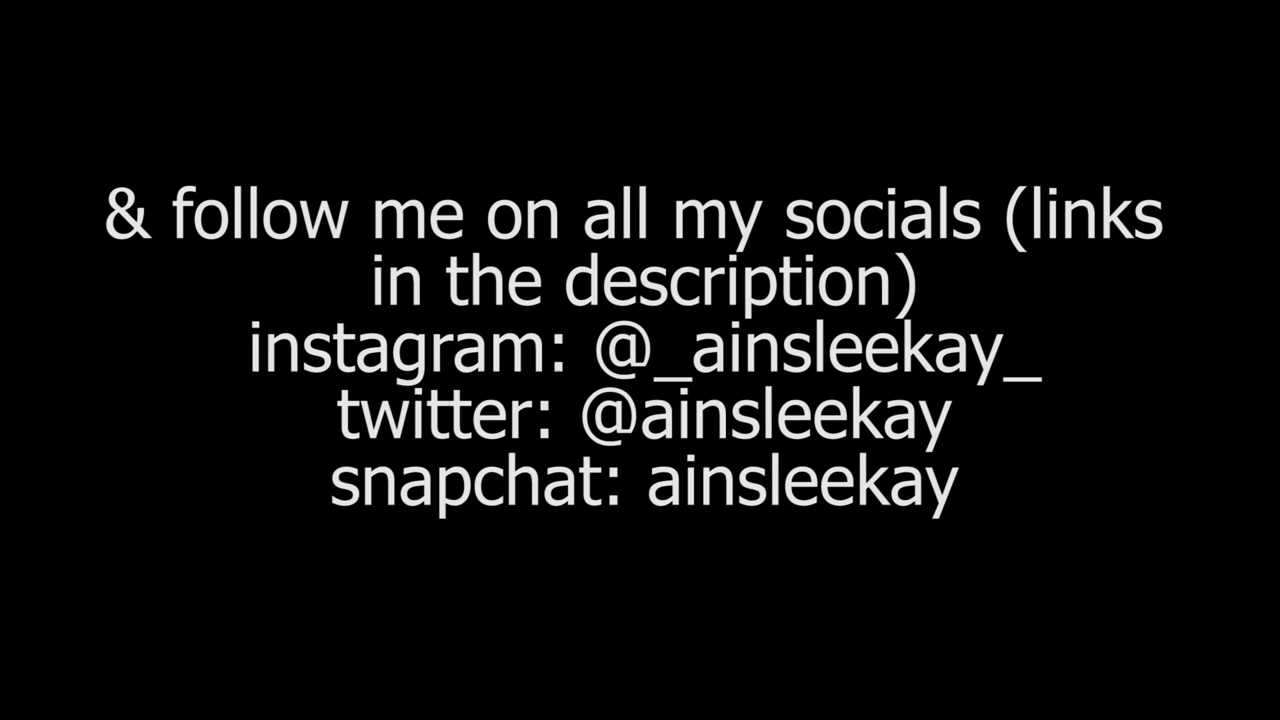 & follow me on all my socials (links
in the description)
instagram: @_ainsleekay_
twitter: @ainsleekay
snapchat: ainsleekay